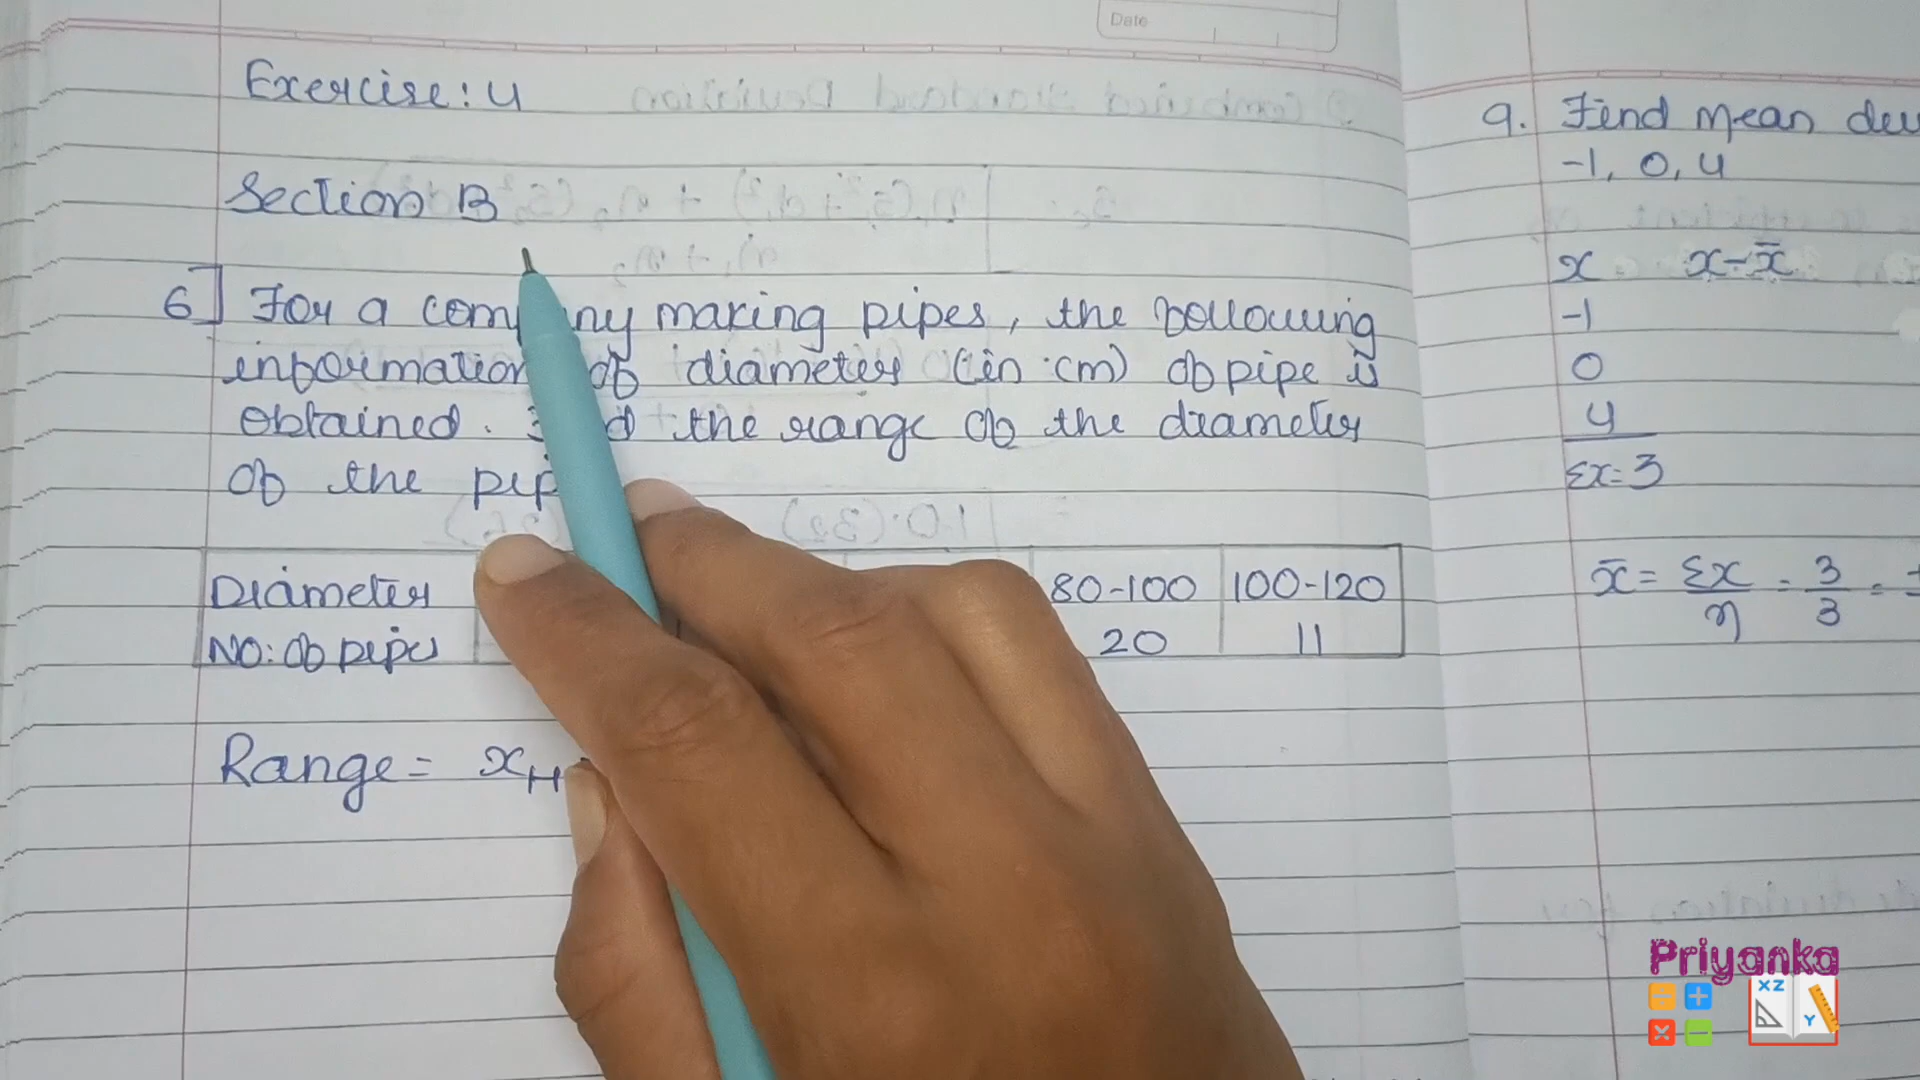 Date
Exercise: 4
Section B
6] For a making pipes, the following
information of diameter (in cm) of pipe is
obtained. the range of the diameter
of the
Diameter 80-100 100-120
NO: of pipes 20 11
Range = xH
9. Find mean
-1, 0, 4
x x-x̄
-1
0
4
Σx=3
x̄ = Σx/n = 3/3 =
Priyanka
XZ
Y